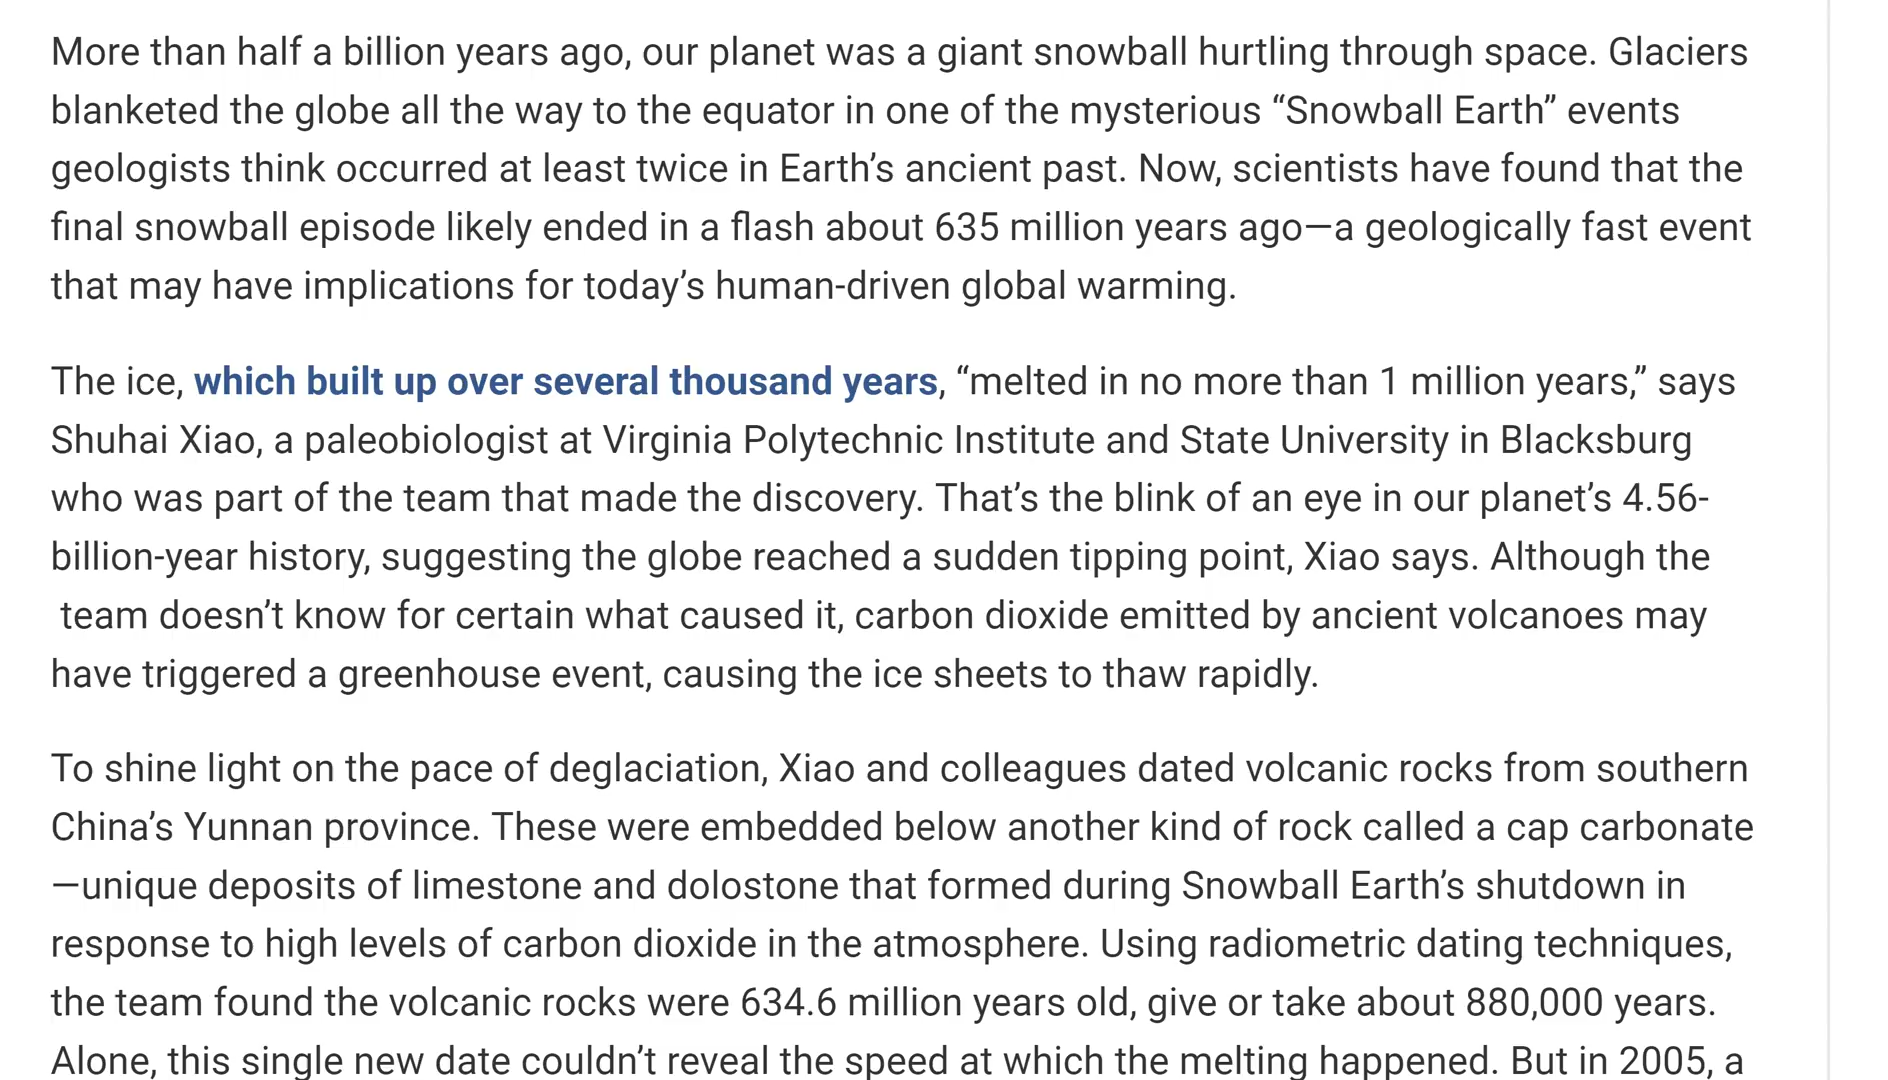 More than half a billion years ago, our planet was a giant snowball hurtling through space. Glaciers
blanketed the globe all the way to the equator in one of the mysterious “Snowball Earth” events
geologists think occurred at least twice in Earth’s ancient past. Now, scientists have found that the
final snowball episode likely ended in a flash about 635 million years ago—a geologically fast event
that may have implications for today’s human-driven global warming.
The ice, which built up over several thousand years, “melted in no more than 1 million years,” says
Shuhai Xiao, a paleobiologist at Virginia Polytechnic Institute and State University in Blacksburg
who was part of the team that made the discovery. That’s the blink of an eye in our planet’s 4.56-
billion-year history, suggesting the globe reached a sudden tipping point, Xiao says. Although the
team doesn’t know for certain what caused it, carbon dioxide emitted by ancient volcanoes may
have triggered a greenhouse event, causing the ice sheets to thaw rapidly.
To shine light on the pace of deglaciation, Xiao and colleagues dated volcanic rocks from southern
China’s Yunnan province. These were embedded below another kind of rock called a cap carbonate
—unique deposits of limestone and dolostone that formed during Snowball Earth’s shutdown in
response to high levels of carbon dioxide in the atmosphere. Using radiometric dating techniques,
the team found the volcanic rocks were 634.6 million years old, give or take about 880,000 years.
Alone, this single new date couldn’t reveal the speed at which the melting happened. But in 2005, a